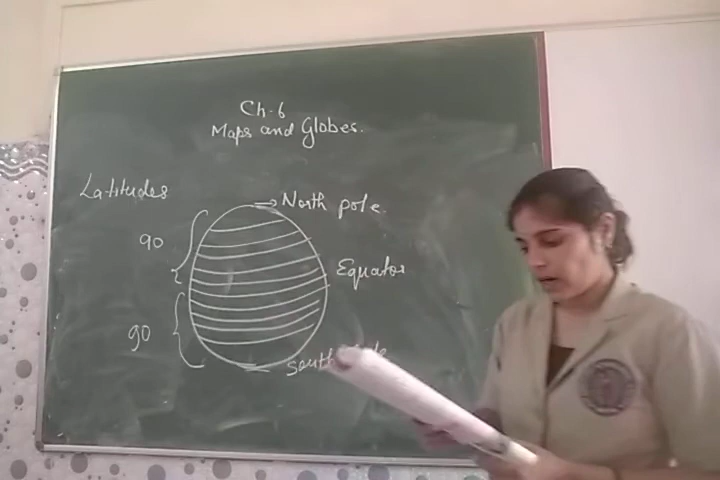 Ch-6
Maps and Globes.
Latitudes
→ North pole
90
Equator
90
South